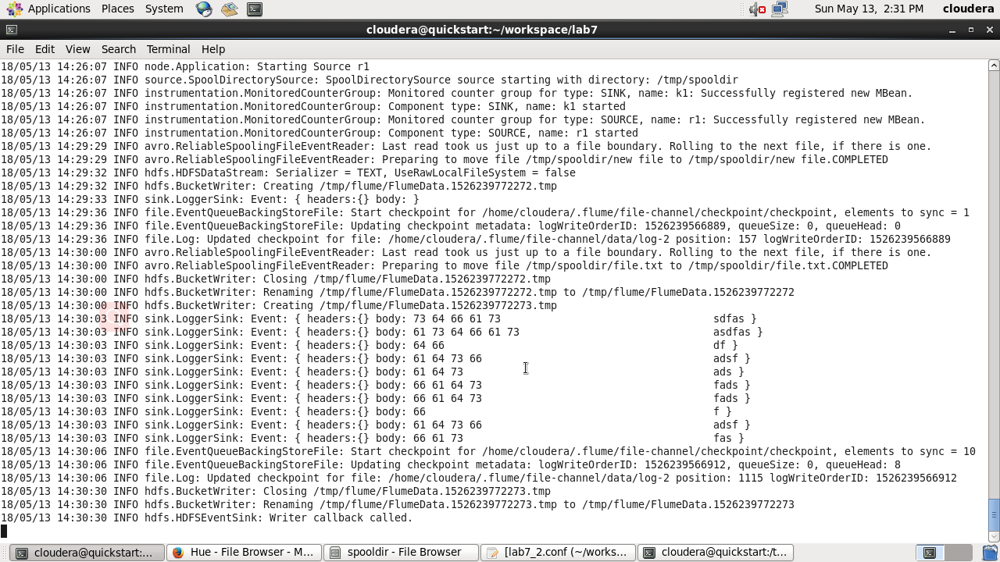 Applications Places System Sun May 13, 2:31 PM cloudera
cloudera@quickstart:~/workspace/lab7
File Edit View Search Terminal Help
18/05/13 14:26:07 INFO node.Application: Starting Source r1
18/05/13 14:26:07 INFO source.SpoolDirectorySource: SpoolDirectorySource source starting with directory: /tmp/spooldir
18/05/13 14:26:07 INFO instrumentation.MonitoredCounterGroup: Monitored counter group for type: SINK, name: k1: Successfully registered new MBean.
18/05/13 14:26:07 INFO instrumentation.MonitoredCounterGroup: Component type: SINK, name: k1 started
18/05/13 14:26:07 INFO instrumentation.MonitoredCounterGroup: Monitored counter group for type: SOURCE, name: r1: Successfully registered new MBean.
18/05/13 14:26:07 INFO instrumentation.MonitoredCounterGroup: Component type: SOURCE, name: r1 started
18/05/13 14:29:29 INFO avro.ReliableSpoolingFileEventReader: Last read took us just up to a file boundary. Rolling to the next file, if there is one.
18/05/13 14:29:29 INFO avro.ReliableSpoolingFileEventReader: Preparing to move file /tmp/spooldir/new file to /tmp/spooldir/new file.COMPLETED
18/05/13 14:29:32 INFO hdfs.HDFSDataStream: Serializer = TEXT, UseRawLocalFileSystem = false
18/05/13 14:29:32 INFO hdfs.BucketWriter: Creating /tmp/flume/FlumeData.1526239772272.tmp
18/05/13 14:29:33 INFO sink.LoggerSink: Event: { headers:{} body: }
18/05/13 14:29:36 INFO file.EventQueueBackingStoreFile: Start checkpoint for /home/cloudera/.flume/file-channel/checkpoint/checkpoint, elements to sync = 1
18/05/13 14:29:36 INFO file.EventQueueBackingStoreFile: Updating checkpoint metadata: logWriteOrderID: 1526239566889, queueSize: 0, queueHead: 0
18/05/13 14:29:36 INFO file.Log: Updated checkpoint for file: /home/cloudera/.flume/file-channel/data/log-2 position: 157 logWriteOrderID: 1526239566889
18/05/13 14:30:00 INFO avro.ReliableSpoolingFileEventReader: Last read took us just up to a file boundary. Rolling to the next file, if there is one.
18/05/13 14:30:00 INFO avro.ReliableSpoolingFileEventReader: Preparing to move file /tmp/spooldir/file.txt to /tmp/spooldir/file.txt.COMPLETED
18/05/13 14:30:00 INFO hdfs.BucketWriter: Closing /tmp/flume/FlumeData.1526239772272.tmp
18/05/13 14:30:00 INFO hdfs.BucketWriter: Renaming /tmp/flume/FlumeData.1526239772272.tmp to /tmp/flume/FlumeData.1526239772272
18/05/13 14:30:00 INFO hdfs.BucketWriter: Creating /tmp/flume/FlumeData.1526239772273.tmp
18/05/13 14:30:03 INFO sink.LoggerSink: Event: { headers:{} body: 73 64 66 61 73 sdfas }
18/05/13 14:30:03 INFO sink.LoggerSink: Event: { headers:{} body: 61 73 64 66 61 73 asdfas }
18/05/13 14:30:03 INFO sink.LoggerSink: Event: { headers:{} body: 64 66 df }
18/05/13 14:30:03 INFO sink.LoggerSink: Event: { headers:{} body: 61 64 73 66 adsf }
18/05/13 14:30:03 INFO sink.LoggerSink: Event: { headers:{} body: 61 64 73 ads }
18/05/13 14:30:03 INFO sink.LoggerSink: Event: { headers:{} body: 66 61 64 73 fads }
18/05/13 14:30:03 INFO sink.LoggerSink: Event: { headers:{} body: 66 61 64 73 fads }
18/05/13 14:30:03 INFO sink.LoggerSink: Event: { headers:{} body: 66 f }
18/05/13 14:30:03 INFO sink.LoggerSink: Event: { headers:{} body: 61 64 73 66 adsf }
18/05/13 14:30:03 INFO sink.LoggerSink: Event: { headers:{} body: 66 61 73 fas }
18/05/13 14:30:06 INFO file.EventQueueBackingStoreFile: Start checkpoint for /home/cloudera/.flume/file-channel/checkpoint/checkpoint, elements to sync = 10
18/05/13 14:30:06 INFO file.EventQueueBackingStoreFile: Updating checkpoint metadata: logWriteOrderID: 1526239566912, queueSize: 0, queueHead: 8
18/05/13 14:30:06 INFO file.Log: Updated checkpoint for file: /home/cloudera/.flume/file-channel/data/log-2 position: 1115 logWriteOrderID: 1526239566912
18/05/13 14:30:30 INFO hdfs.BucketWriter: Closing /tmp/flume/FlumeData.1526239772273.tmp
18/05/13 14:30:30 INFO hdfs.BucketWriter: Renaming /tmp/flume/FlumeData.1526239772273.tmp to /tmp/flume/FlumeData.1526239772273
18/05/13 14:30:30 INFO hdfs.HDFSEventSink: Writer callback called.
cloudera@quickstart:... Hue - File Browser - M... spooldir - File Browser [lab7_2.conf (~/works... cloudera@quickstart:/t...